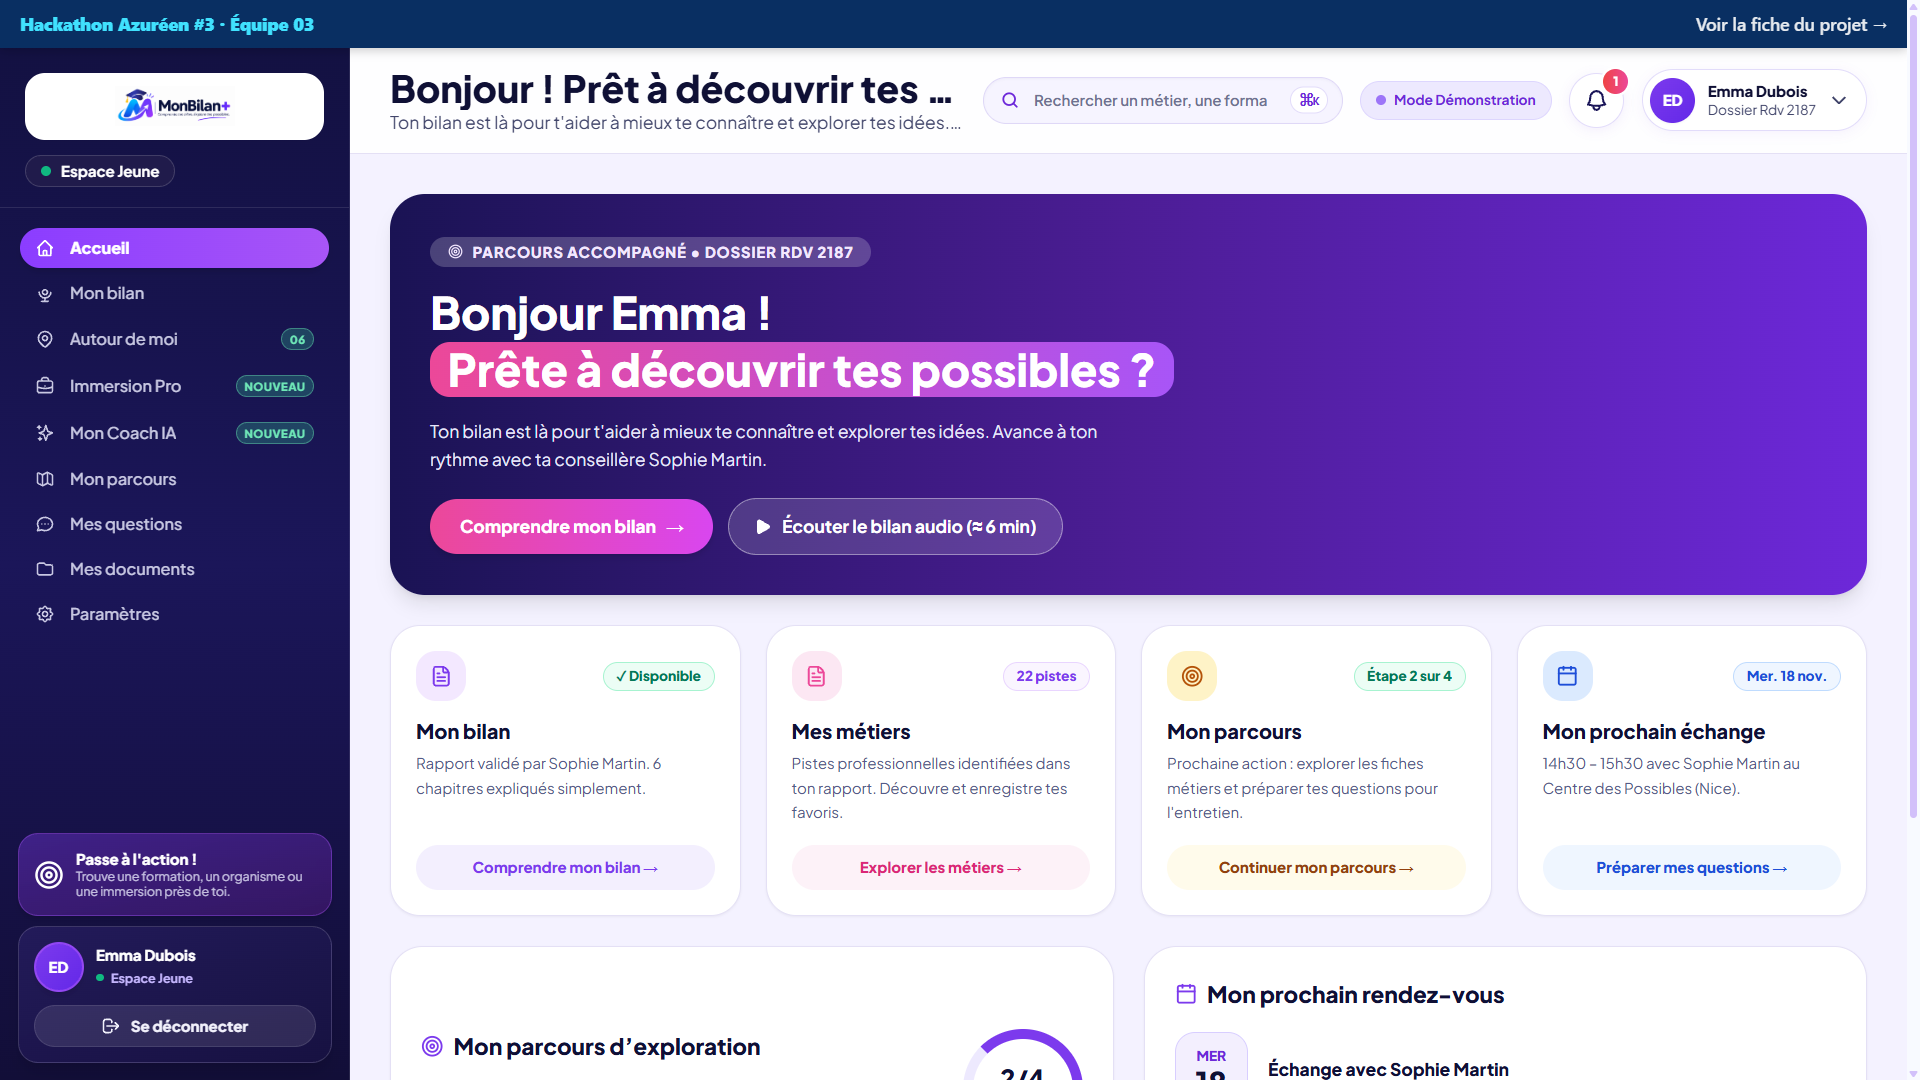 Hackathon Azuréen #3 · Équipe 03
Voir la fiche du projet →
MonBilan+
Espace Jeune
Accueil
Mon bilan
Autour de moi
06
Immersion Pro
NOUVEAU
Mon Coach IA
NOUVEAU
Mon parcours
Mes questions
Mes documents
Paramètres
Passe à l'action !
Trouve une formation, un organisme ou
une immersion près de toi.
ED
Emma Dubois
Espace Jeune
Se déconnecter
Bonjour ! Prêt à découvrir tes ...
Ton bilan est là pour t'aider à mieux te connaître et explorer tes idées....
Rechercher un métier, une forma
⌘K
Mode Démonstration
1
ED
Emma Dubois
Dossier Rdv 2187
PARCOURS ACCOMPAGNÉ ● DOSSIER RDV 2187
Bonjour Emma !
Prête à découvrir tes possibles ?
Ton bilan est là pour t'aider à mieux te connaître et explorer tes idées. Avance à ton
rythme avec ta conseillère Sophie Martin.
Comprendre mon bilan →
Écouter le bilan audio (≈ 6 min)
✓ Disponible
Mon bilan
Rapport validé par Sophie Martin. 6
chapitres expliqués simplement.
Comprendre mon bilan →
22 pistes
Mes métiers
Pistes professionnelles identifiées dans
ton rapport. Découvre et enregistre tes
favoris.
Explorer les métiers →
Étape 2 sur 4
Mon parcours
Prochaine action : explorer les fiches
métiers et préparer tes questions pour
l'entretien.
Continuer mon parcours →
Mer. 18 nov.
Mon prochain échange
14h30 – 15h30 avec Sophie Martin au
Centre des Possibles (Nice).
Préparer mes questions →
Mon parcours d’exploration
2/4
Mon prochain rendez-vous
MER
18
Échange avec Sophie Martin